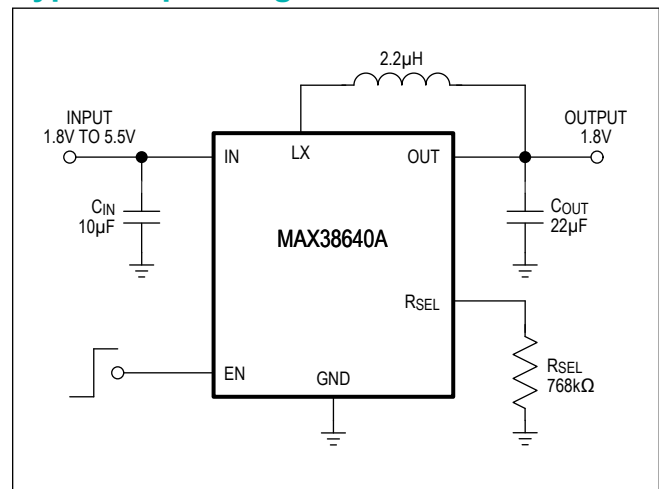 2.2µH
INPUT
1.8V TO 5.5V
OUTPUT
1.8V
IN
LX
OUT
CIN
10µF
COUT
22µF
MAX38640A
RSEL
RSEL
768kΩ
EN
GND